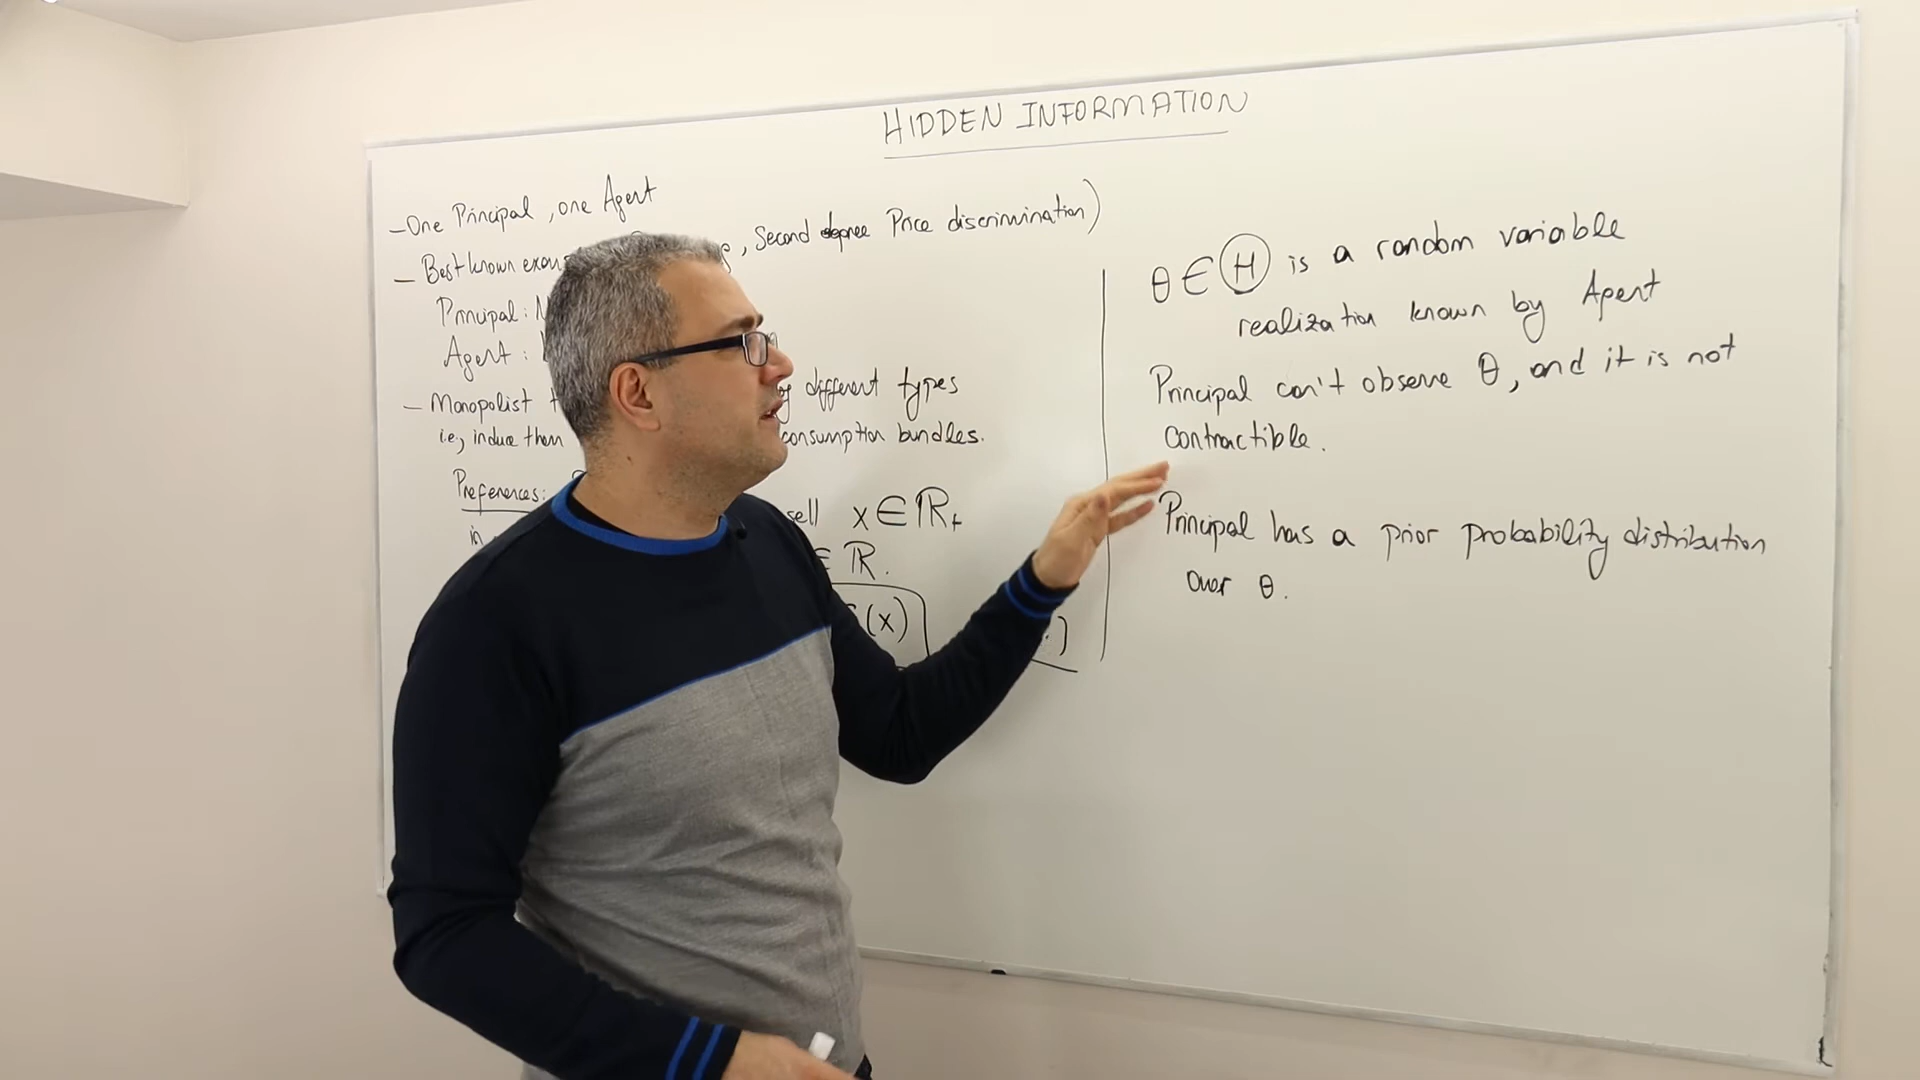 HIDDEN INFORMATION
– One Principal, one Agent
– Best known , Second degree Price discrimination)
Principal:
Agent :
– Monopolist different types
i.e., induce them consumption bundles.
Preferences: sell x ∈ ℝ₊
in ∈ ℝ.
(x)
θ ∈ Ⓗ is a random variable
realization known by Agent
Principal can't observe θ, and it is not
contractible.
Principal has a prior probability distribution
over θ.